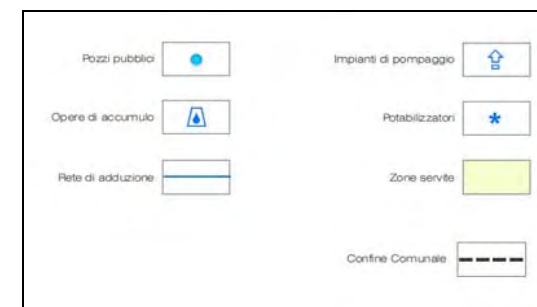 Pozzi pubblici
Impianti di pompaggio
Opere di accumulo
Potabilizzatori
Rete di adduzione
Zone servite
Confine Comunale